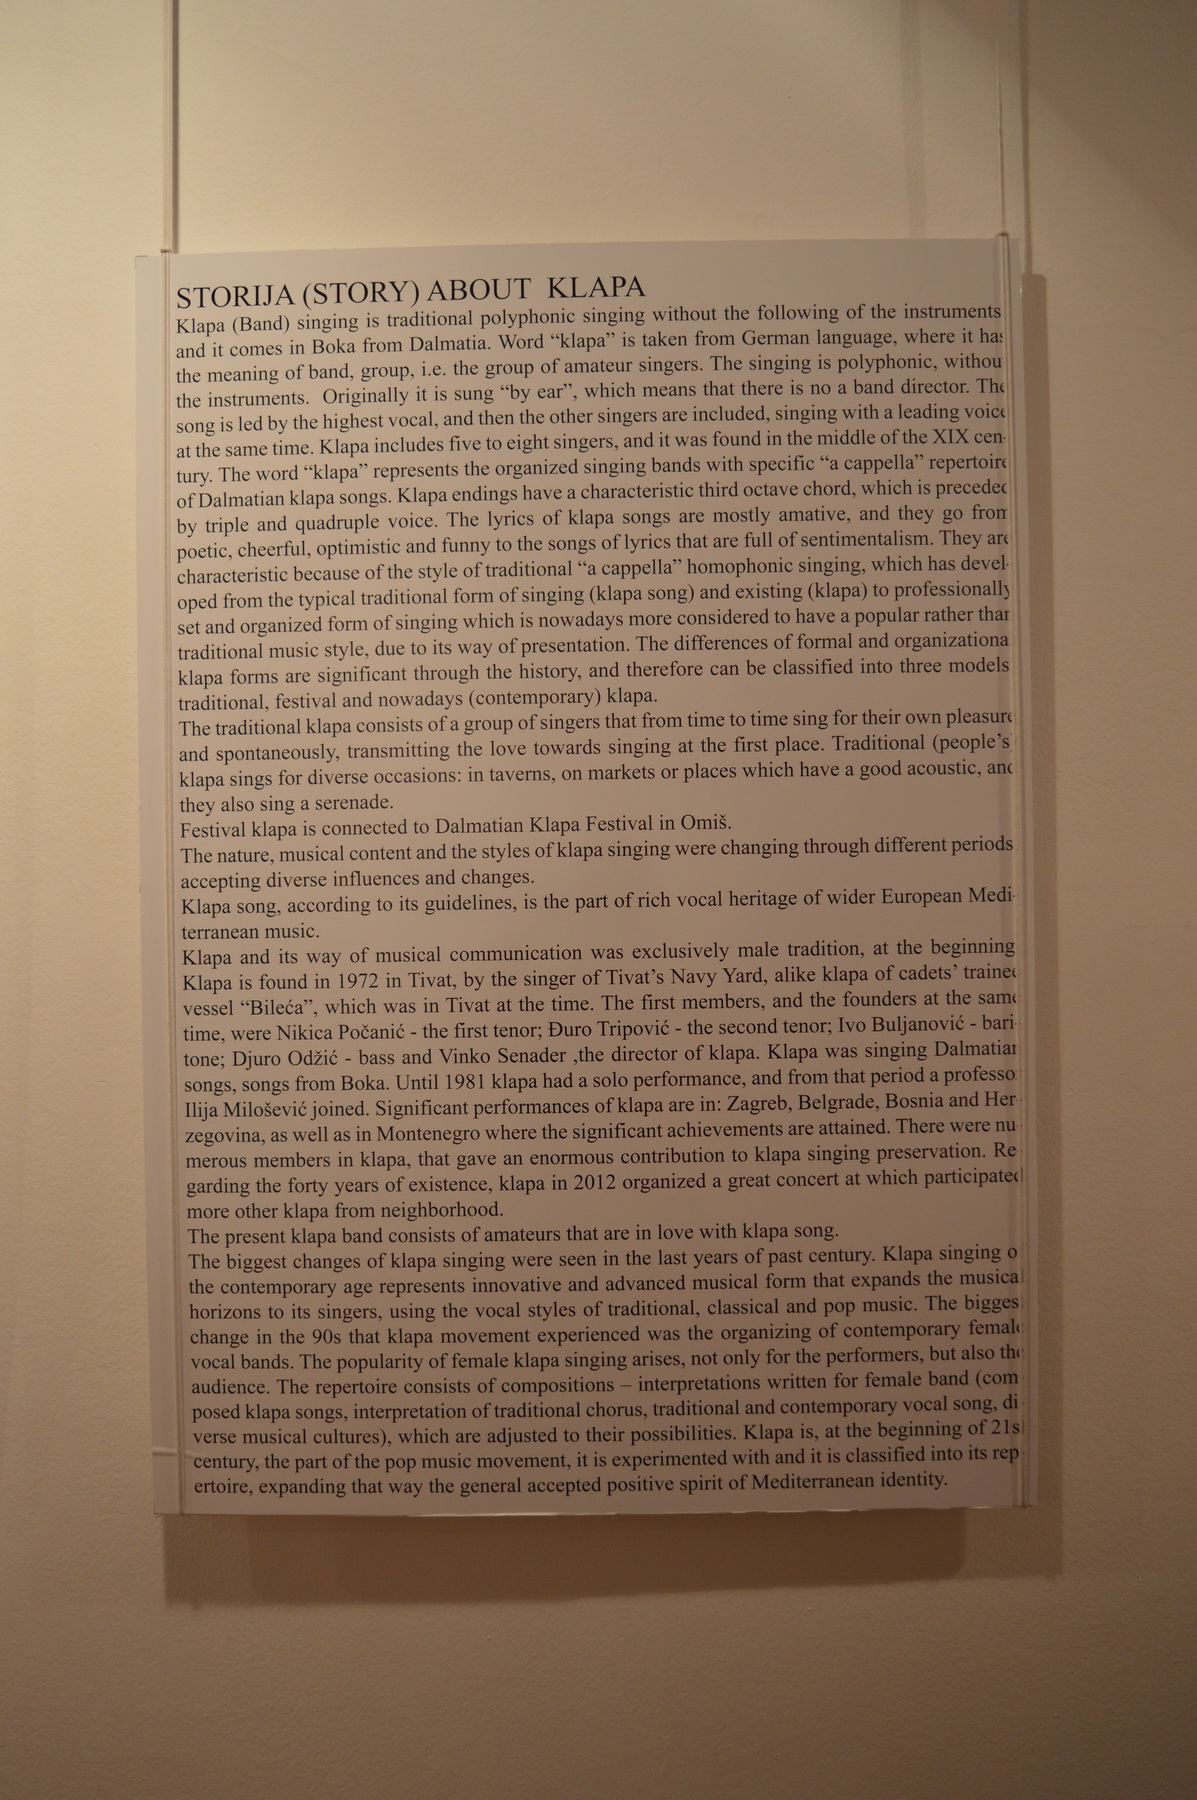 STORIJA (STORY) ABOUT KLAPA
Klapa (Band) singing is traditional polyphonic singing without the following of the instruments
and it comes in Boka from Dalmatia. Word “klapa” is taken from German language, where it has
the meaning of band, group, i.e. the group of amateur singers. The singing is polyphonic, withou
the instruments. Originally it is sung “by ear”, which means that there is no a band director. The
song is led by the highest vocal, and then the other singers are included, singing with a leading voice
at the same time. Klapa includes five to eight singers, and it was found in the middle of the XIX cen-
tury. The word “klapa” represents the organized singing bands with specific “a cappella” repertoire
of Dalmatian klapa songs. Klapa endings have a characteristic third octave chord, which is preceded
by triple and quadruple voice. The lyrics of klapa songs are mostly amative, and they go from
poetic, cheerful, optimistic and funny to the songs of lyrics that are full of sentimentalism. They are
characteristic because of the style of traditional “a cappella” homophonic singing, which has devel-
oped from the typical traditional form of singing (klapa song) and existing (klapa) to professionally
set and organized form of singing which is nowadays more considered to have a popular rather than
traditional music style, due to its way of presentation. The differences of formal and organizationa
klapa forms are significant through the history, and therefore can be classified into three models
traditional, festival and nowadays (contemporary) klapa.
The traditional klapa consists of a group of singers that from time to time sing for their own pleasure
and spontaneously, transmitting the love towards singing at the first place. Traditional (people’s
klapa sings for diverse occasions: in taverns, on markets or places which have a good acoustic, and
they also sing a serenade.
Festival klapa is connected to Dalmatian Klapa Festival in Omiš.
The nature, musical content and the styles of klapa singing were changing through different periods
accepting diverse influences and changes.
Klapa song, according to its guidelines, is the part of rich vocal heritage of wider European Medi-
terranean music.
Klapa and its way of musical communication was exclusively male tradition, at the beginning
Klapa is found in 1972 in Tivat, by the singer of Tivat’s Navy Yard, alike klapa of cadets’ trainee
vessel “Bileća”, which was in Tivat at the time. The first members, and the founders at the same
time, were Nikica Počanić - the first tenor; Đuro Tripović - the second tenor; Ivo Buljanović - bari-
tone; Djuro Odžić - bass and Vinko Senader ,the director of klapa. Klapa was singing Dalmatian
songs, songs from Boka. Until 1981 klapa had a solo performance, and from that period a professo
Ilija Milošević joined. Significant performances of klapa are in: Zagreb, Belgrade, Bosnia and Her-
zegovina, as well as in Montenegro where the significant achievements are attained. There were nu-
merous members in klapa, that gave an enormous contribution to klapa singing preservation. Re-
garding the forty years of existence, klapa in 2012 organized a great concert at which participated
more other klapa from neighborhood.
The present klapa band consists of amateurs that are in love with klapa song.
The biggest changes of klapa singing were seen in the last years of past century. Klapa singing o
the contemporary age represents innovative and advanced musical form that expands the musical
horizons to its singers, using the vocal styles of traditional, classical and pop music. The bigges
change in the 90s that klapa movement experienced was the organizing of contemporary female
vocal bands. The popularity of female klapa singing arises, not only for the performers, but also the
audience. The repertoire consists of compositions – interpretations written for female band (com
posed klapa songs, interpretation of traditional chorus, traditional and contemporary vocal song, di
verse musical cultures), which are adjusted to their possibilities. Klapa is, at the beginning of 21s
century, the part of the pop music movement, it is experimented with and it is classified into its rep
ertoire, expanding that way the general accepted positive spirit of Mediterranean identity.